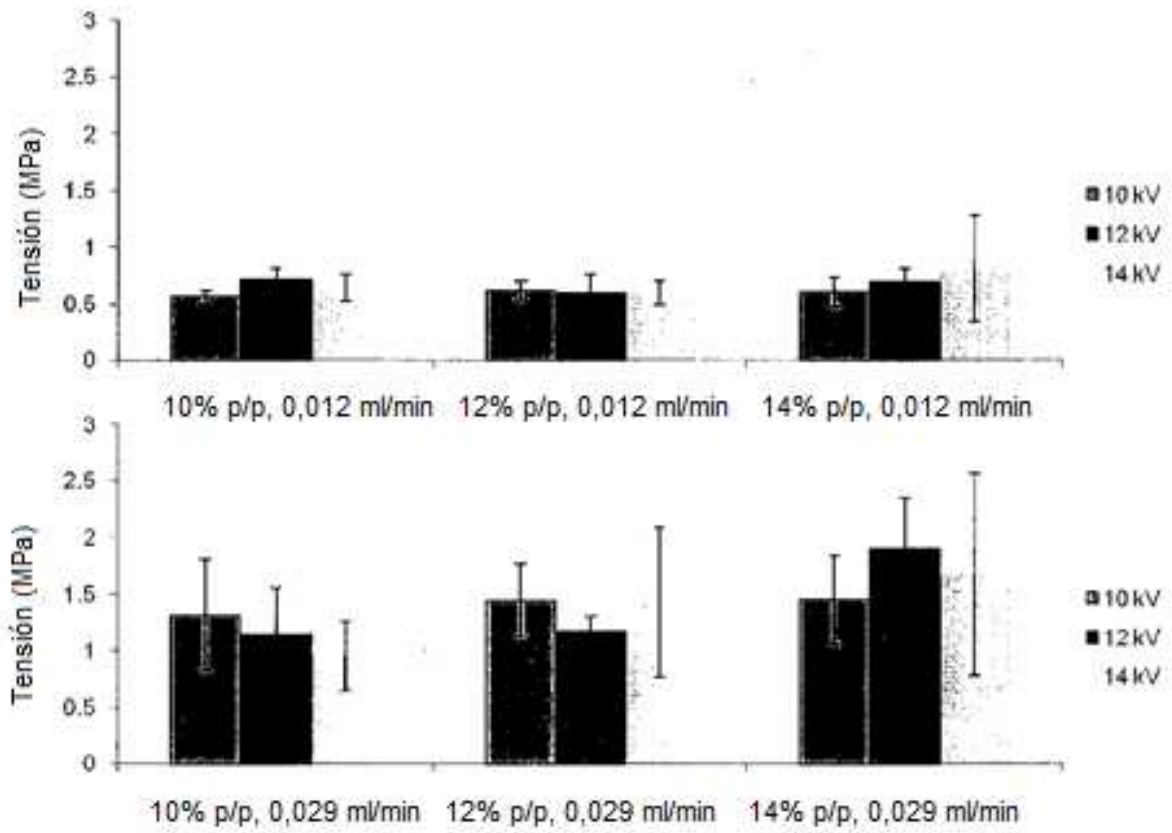 3
2.5
2
1.5
1
0.5
0
Tensión (MPa)
10 kV
12 kV
14 kV
10% p/p, 0,012 ml/min 12% p/p, 0,012 ml/min 14% p/p, 0,012 ml/min
3
2.5
2
1.5
1
0.5
0
Tensión (MPa)
10 kV
12 kV
14 kV
10% p/p, 0,029 ml/min 12% p/p, 0,029 ml/min 14% p/p, 0,029 ml/min